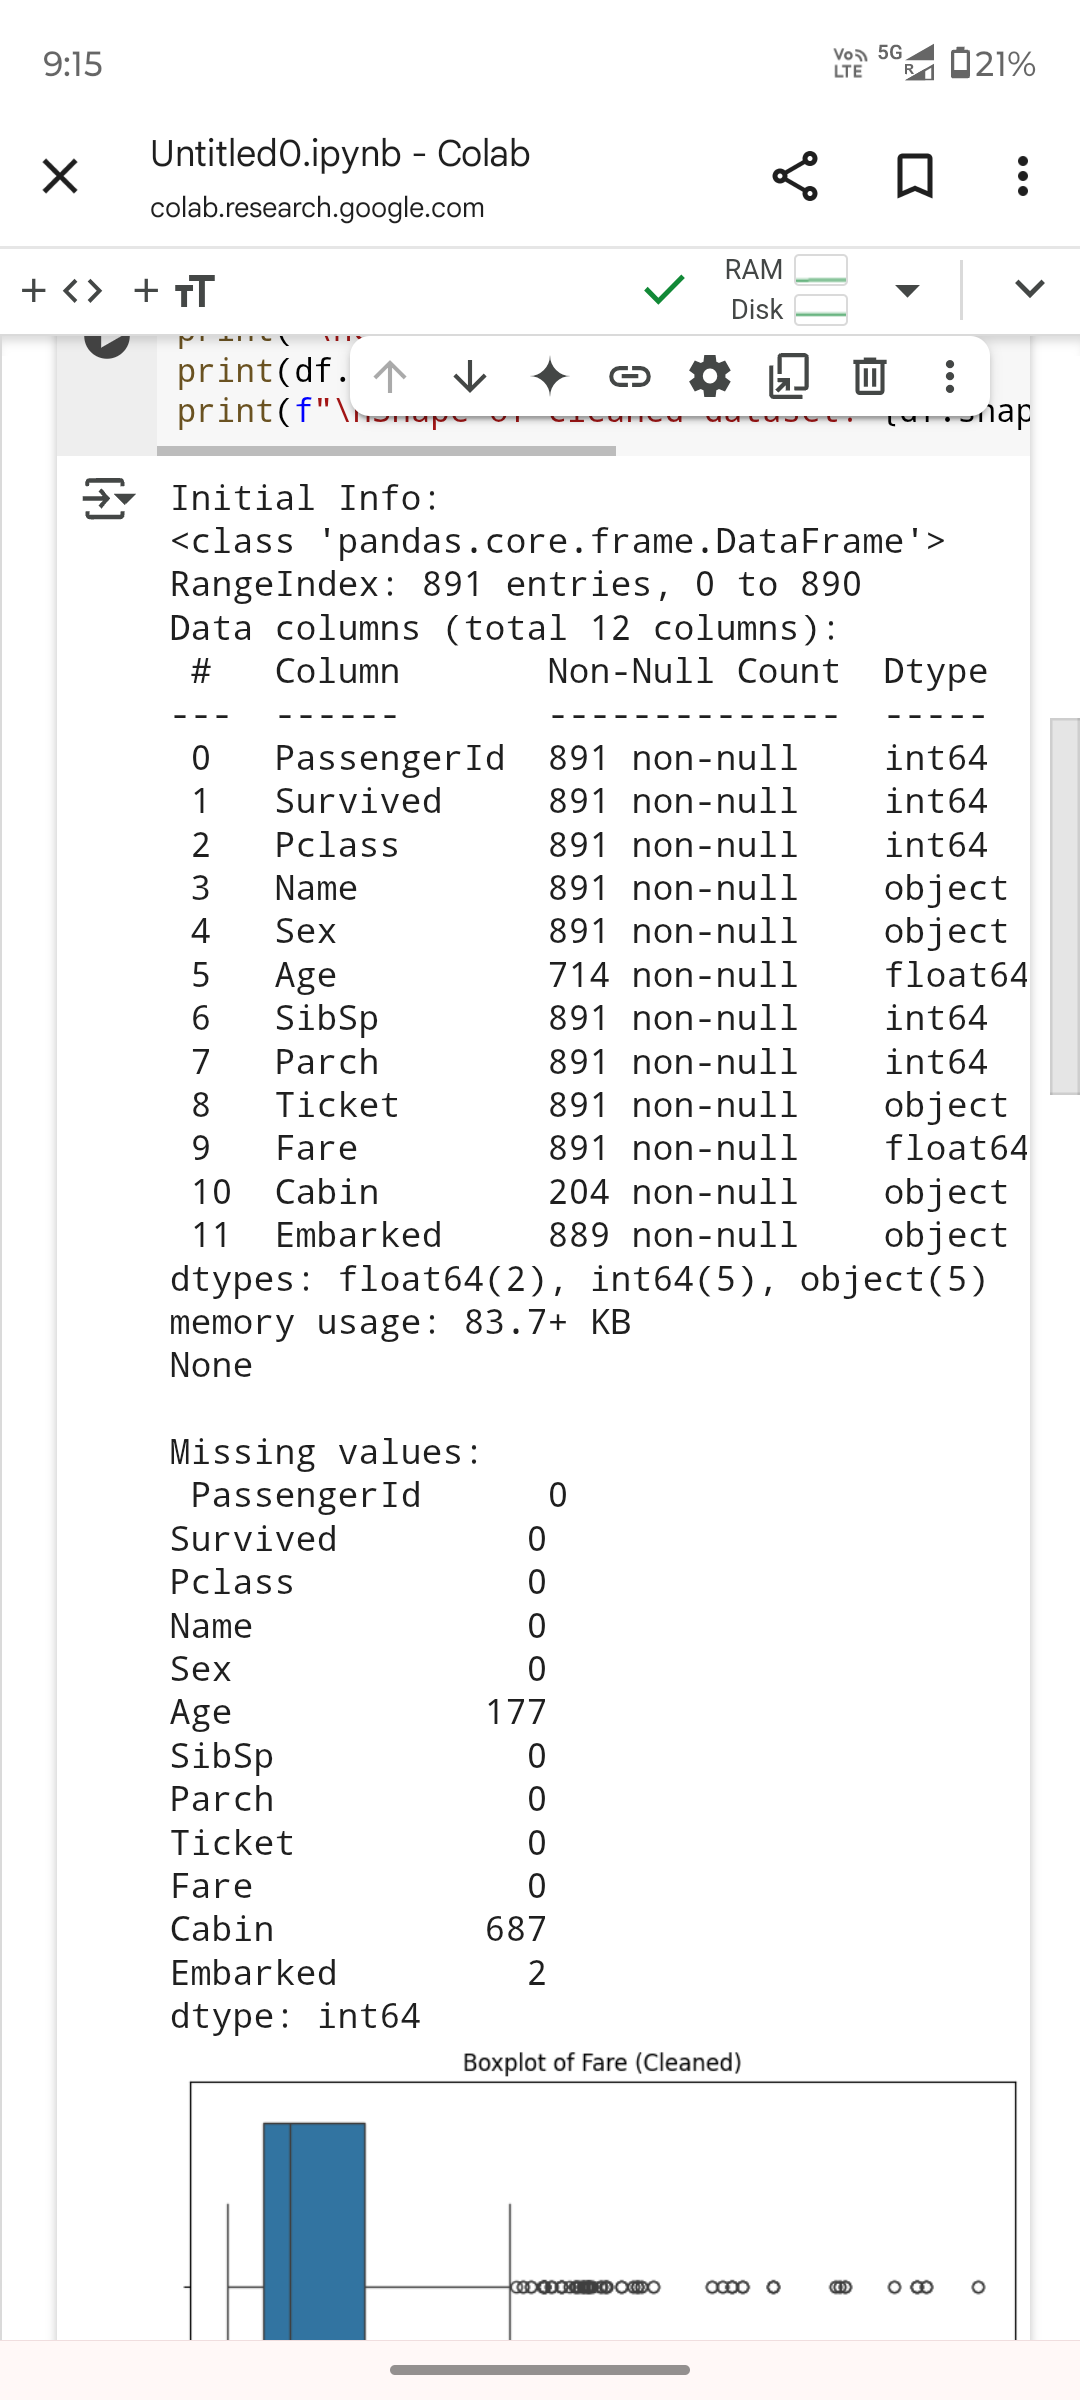 9:15
Vo)) LTE 5G R 21%
Untitled0.ipynb - Colab
colab.research.google.com
+ <> + TT
RAM
Disk
print(df.
print(f"\nShape of cleaned dataset: {df.shap
Initial Info:
<class 'pandas.core.frame.DataFrame'>
RangeIndex: 891 entries, 0 to 890
Data columns (total 12 columns):
# Column Non-Null Count Dtype
--- ------ -------------- -----
0 PassengerId 891 non-null int64
1 Survived 891 non-null int64
2 Pclass 891 non-null int64
3 Name 891 non-null object
4 Sex 891 non-null object
5 Age 714 non-null float64
6 SibSp 891 non-null int64
7 Parch 891 non-null int64
8 Ticket 891 non-null object
9 Fare 891 non-null float64
10 Cabin 204 non-null object
11 Embarked 889 non-null object
dtypes: float64(2), int64(5), object(5)
memory usage: 83.7+ KB
None
Missing values:
PassengerId 0
Survived 0
Pclass 0
Name 0
Sex 0
Age 177
SibSp 0
Parch 0
Ticket 0
Fare 0
Cabin 687
Embarked 2
dtype: int64
Boxplot of Fare (Cleaned)